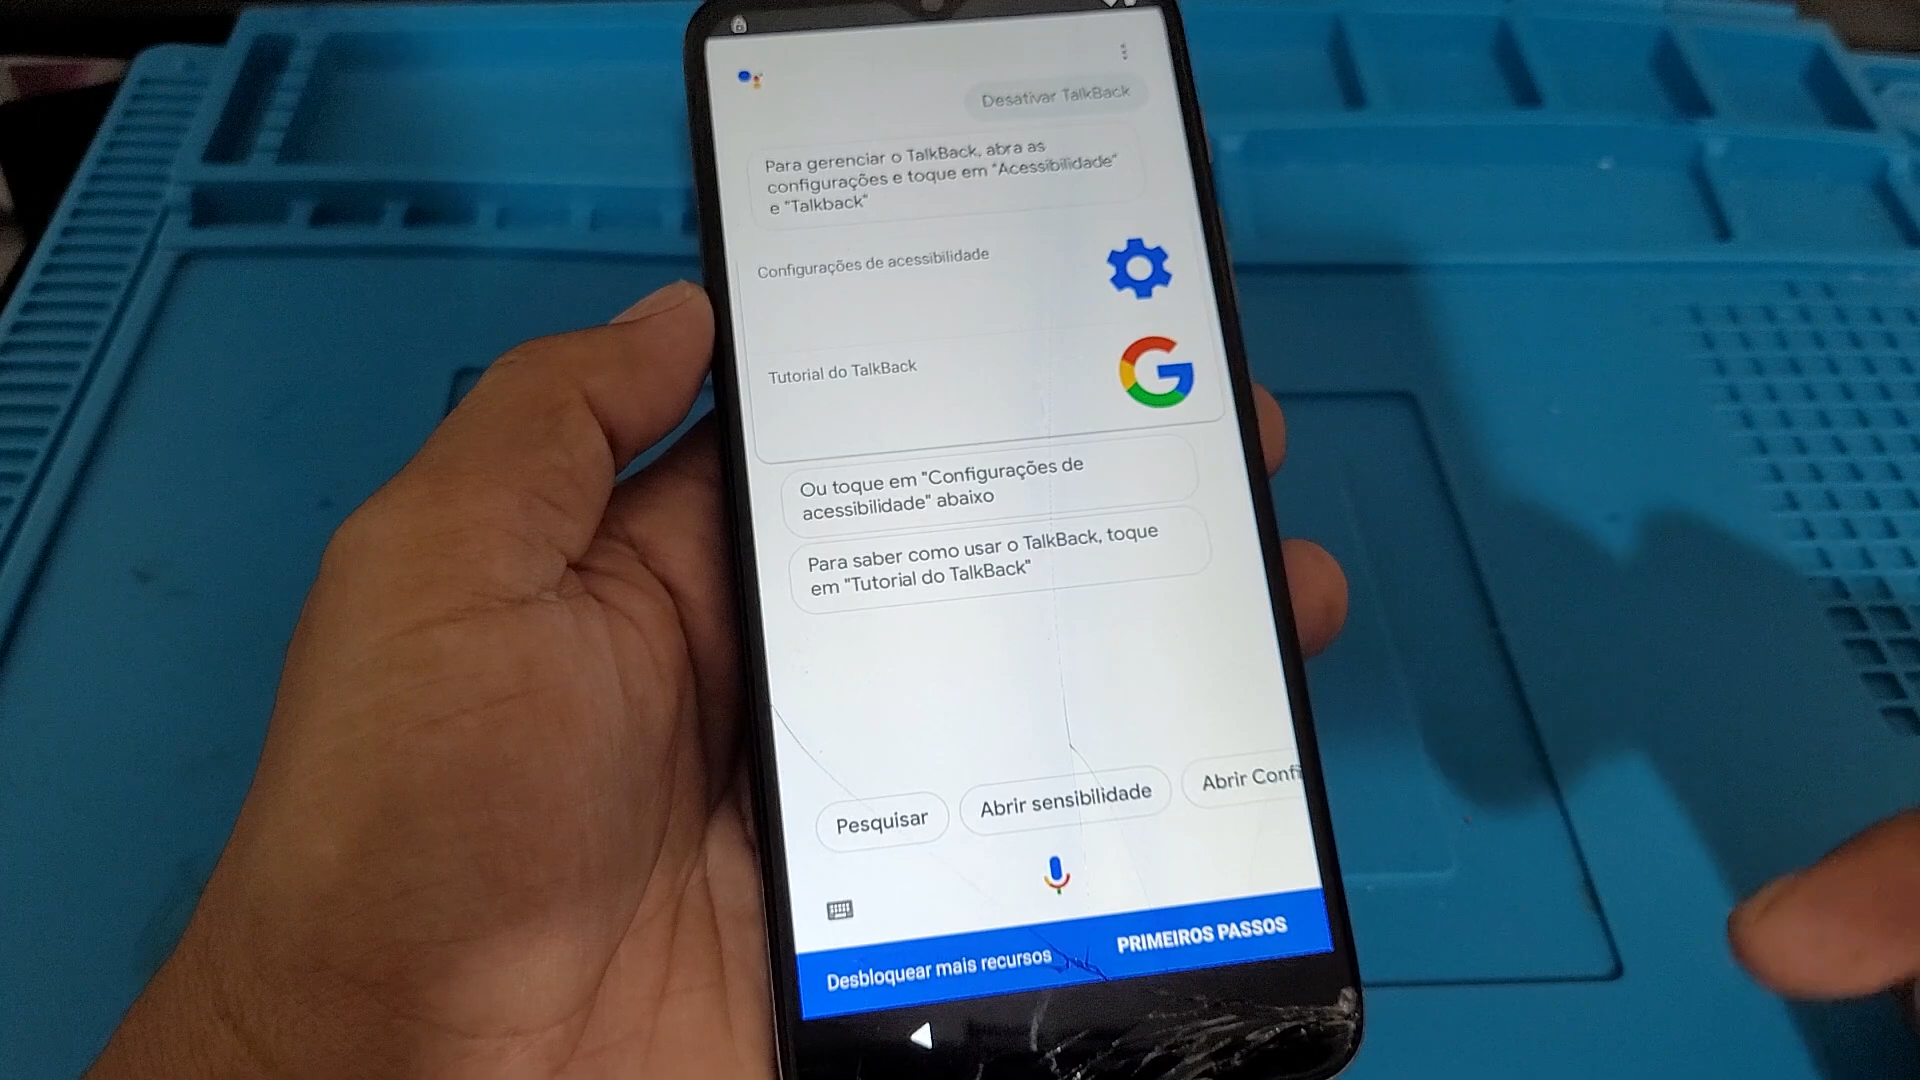 Desativar TalkBack
Para gerenciar o TalkBack, abra as
configurações e toque em "Acessibilidade"
e "Talkback"
Configurações de acessibilidade
Tutorial do TalkBack
Ou toque em "Configurações de
acessibilidade" abaixo
Para saber como usar o TalkBack, toque
em "Tutorial do TalkBack"
Pesquisar
Abrir sensibilidade
Abrir Confi
Desbloquear mais recursos
PRIMEIROS PASSOS